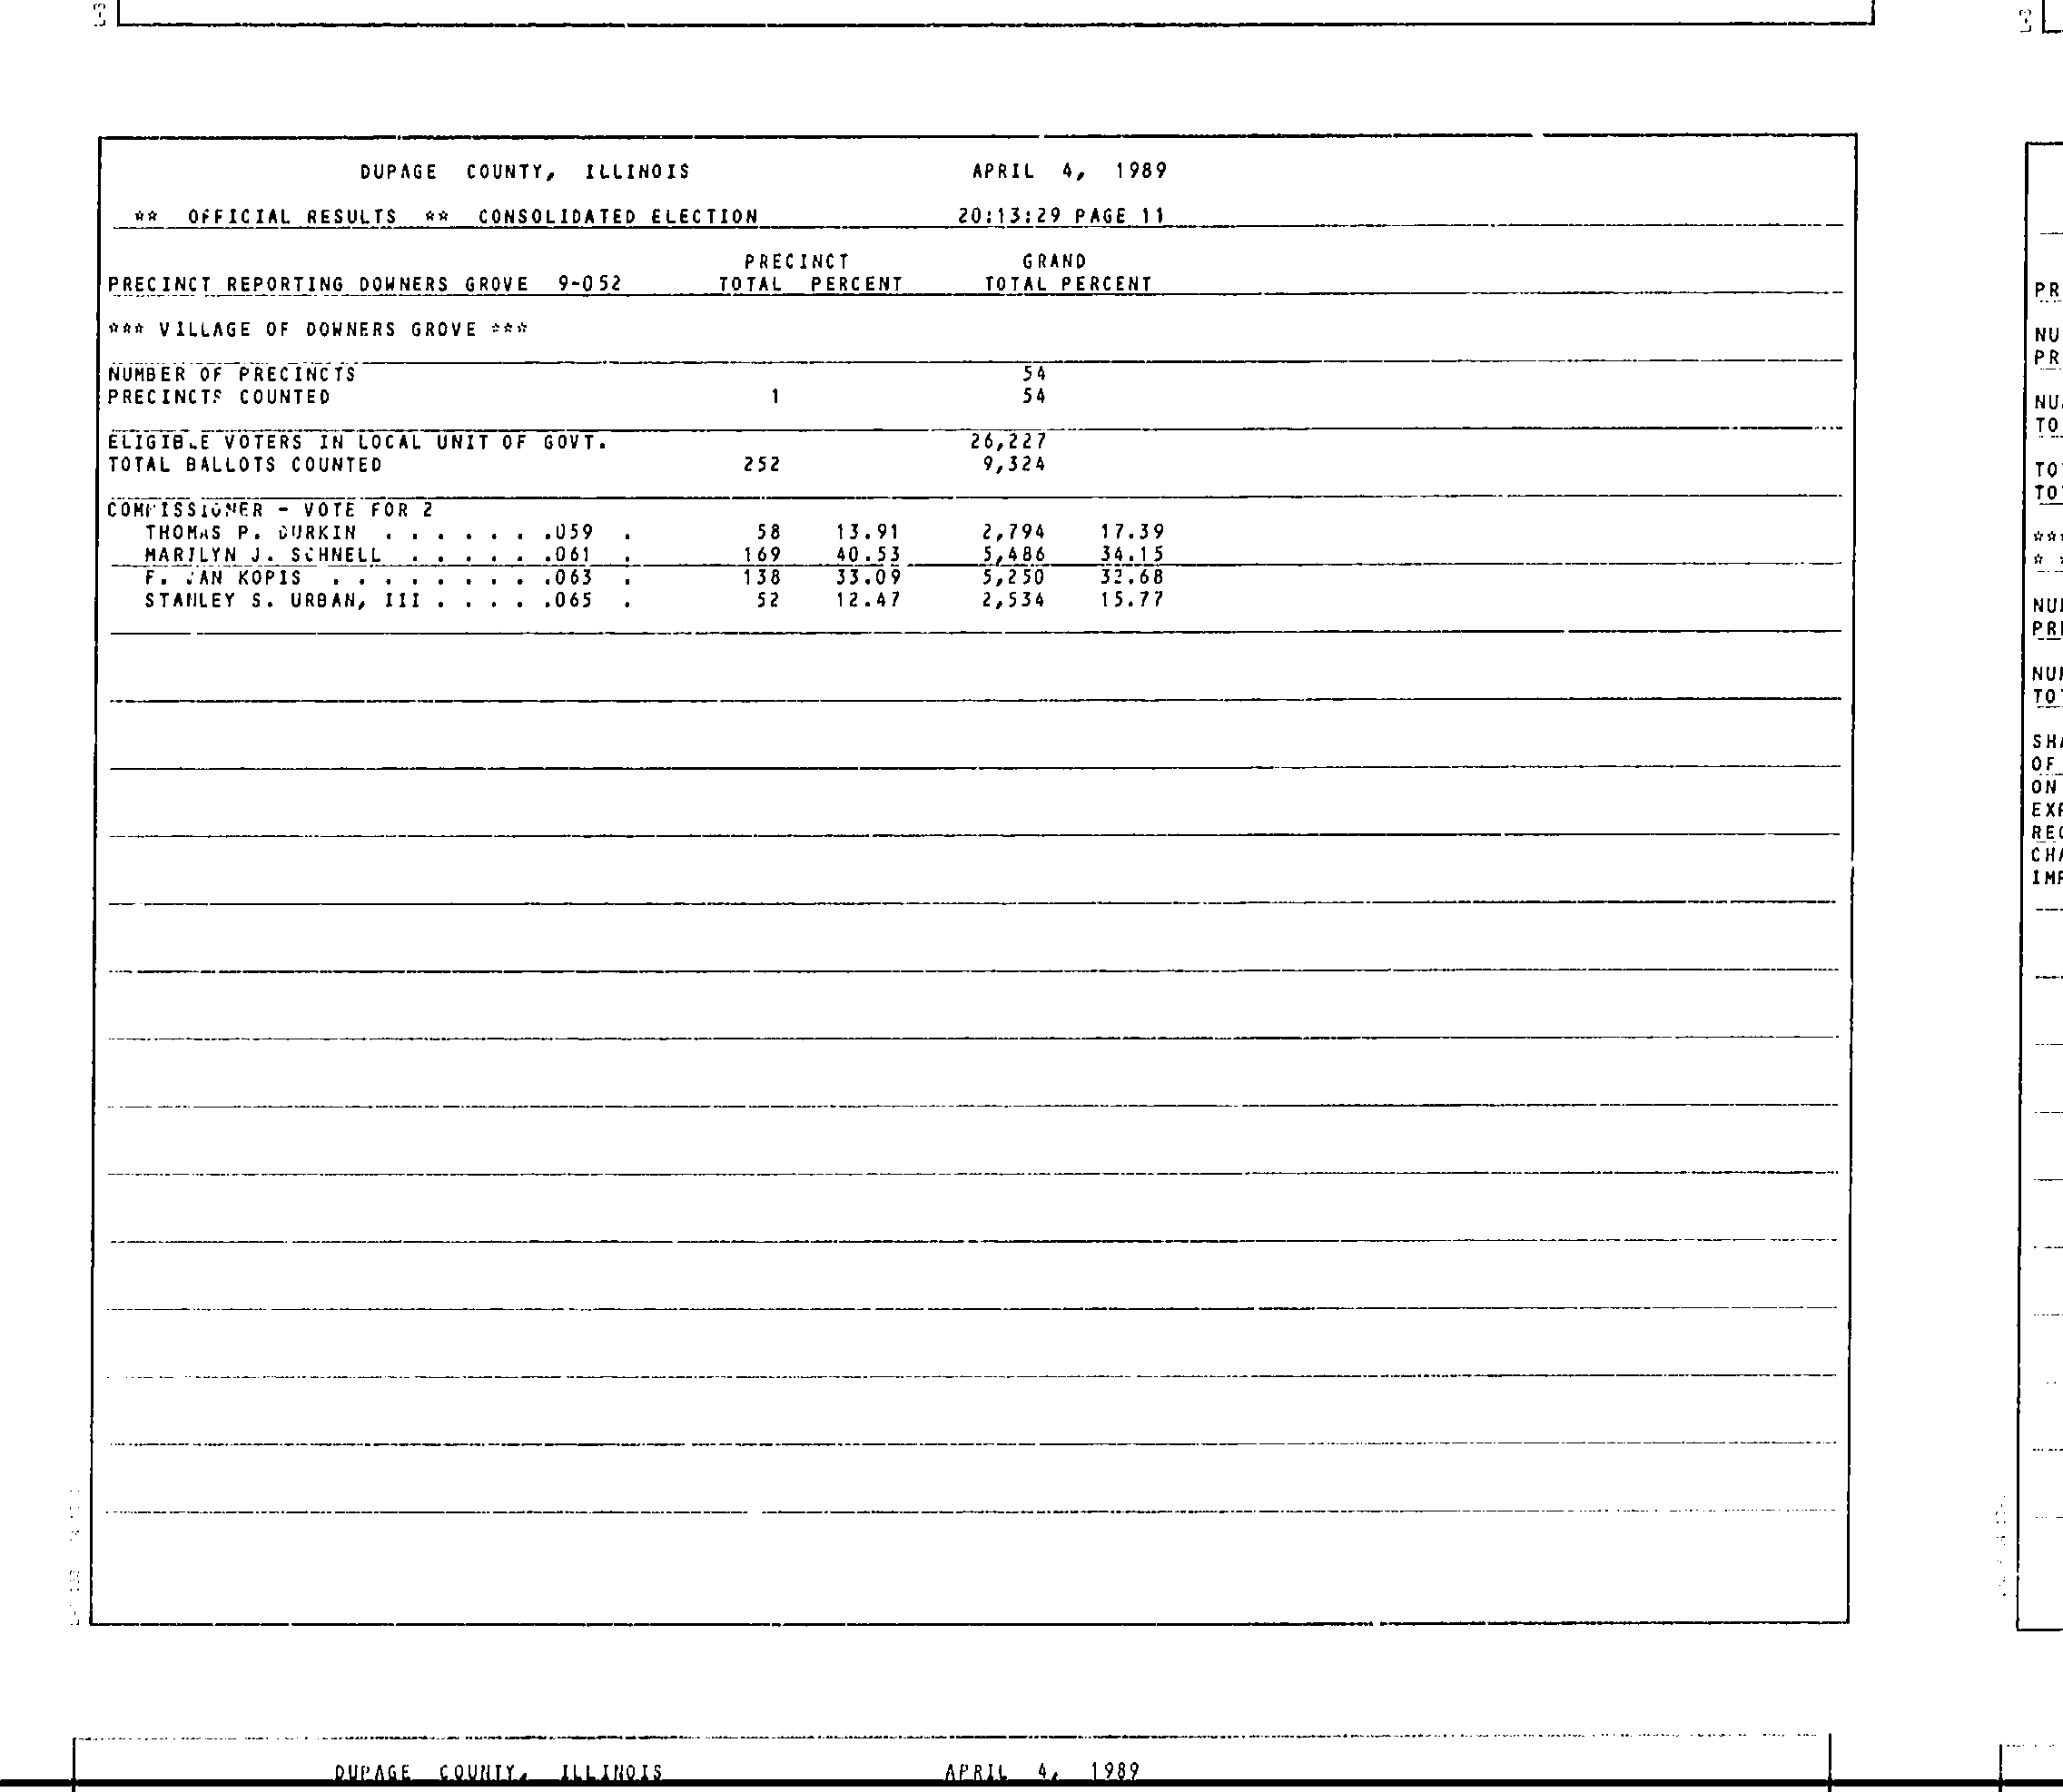 DUPAGE COUNTY, ILLINOIS APRIL 4, 1989
** OFFICIAL RESULTS ** CONSOLIDATED ELECTION 20:13:29 PAGE 11
PRECINCT GRAND
PRECINCT REPORTING DOWNERS GROVE 9-052 TOTAL PERCENT TOTAL PERCENT
*** VILLAGE OF DOWNERS GROVE ***
NUMBER OF PRECINCTS 54
PRECINCTS COUNTED 1 54
ELIGIBLE VOTERS IN LOCAL UNIT OF GOVT. 26,227
TOTAL BALLOTS COUNTED 252 9,324
COMMISSIONER - VOTE FOR 2
THOMAS P. DURKIN . . . . . . . .059 . 58 13.91 2,794 17.39
MARILYN J. SCHNELL . . . . . .061 . 169 40.53 5,486 34.15
F. JAN KOPIS . . . . . . . . .063 . 138 33.09 5,250 32.68
STANLEY S. URBAN, III . . . . .065 . 52 12.47 2,534 15.77
DUPAGE COUNTY, ILLINOIS APRIL 4, 1989
PR
NU
PR
NU
TO
TO
TO
***
*
NU
PR
NU
TO
SHA
OF
ON
EXP
REC
CHA
IMP